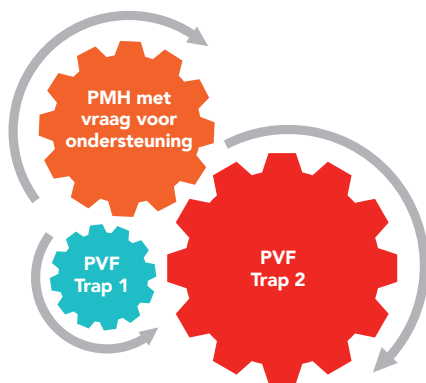 PMH met
vraag voor
ondersteuning
PVF
Trap 1
PVF
Trap 2